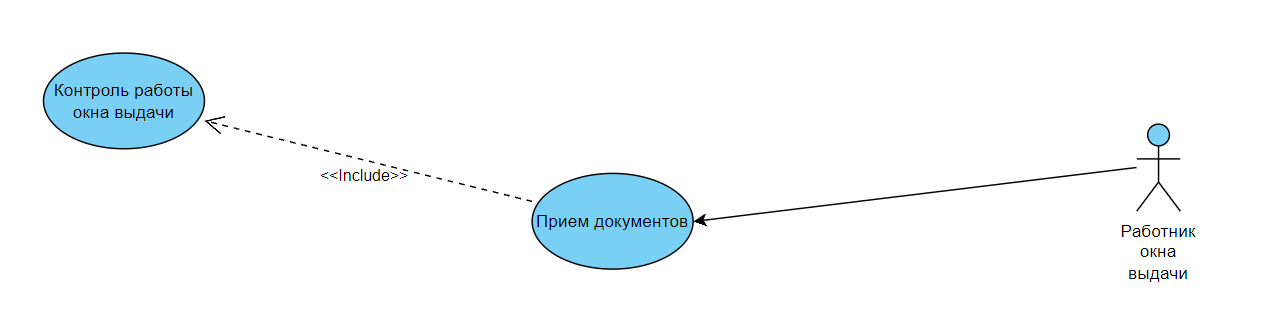 Контроль работы
окна выдачи
<<Include>>
Прием документов
Работник
окна
выдачи